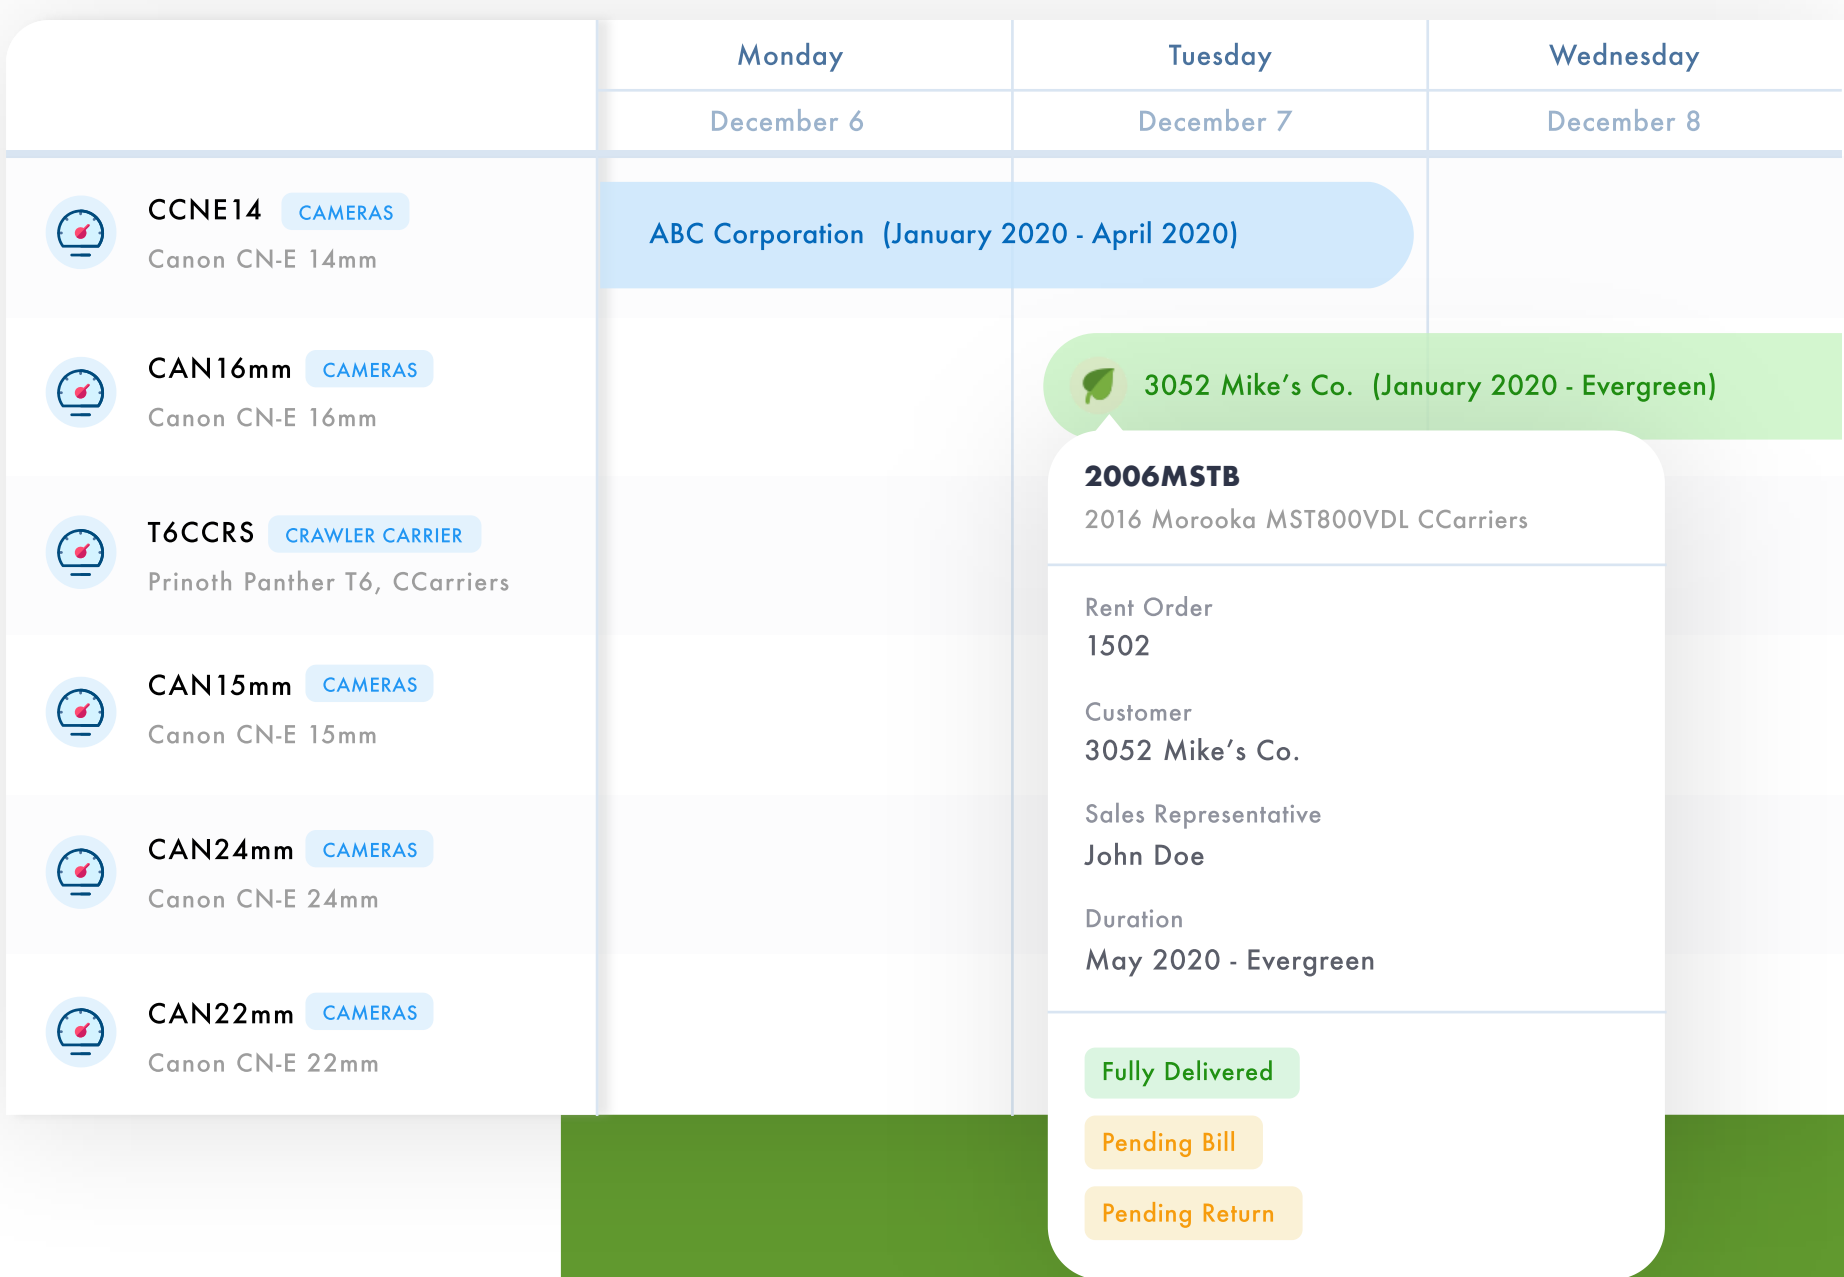 Monday
Tuesday
Wednesday
December 6
December 7
December 8
CCNE14 CAMERAS
Canon CN-E 14mm
ABC Corporation (January 2020 - April 2020)
CAN16mm CAMERAS
Canon CN-E 16mm
3052 Mike’s Co. (January 2020 - Evergreen)
T6CCRS CRAWLER CARRIER
Prinoth Panther T6, CCarriers
CAN15mm CAMERAS
Canon CN-E 15mm
CAN24mm CAMERAS
Canon CN-E 24mm
CAN22mm CAMERAS
Canon CN-E 22mm
2006MSTB
2016 Morooka MST800VDL CCarriers
Rent Order
1502
Customer
3052 Mike’s Co.
Sales Representative
John Doe
Duration
May 2020 - Evergreen
Fully Delivered
Pending Bill
Pending Return